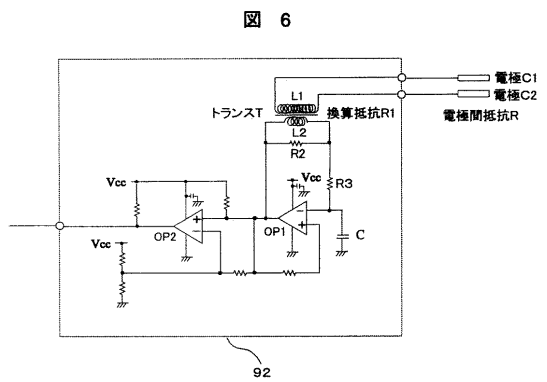 図 6
電極C1
電極C2
L1
トランスT
換算抵抗R1
電極間抵抗R
L2
R2
Vcc
R3
Vcc
+
−
OP2
−
+
OP1
C
Vcc
92